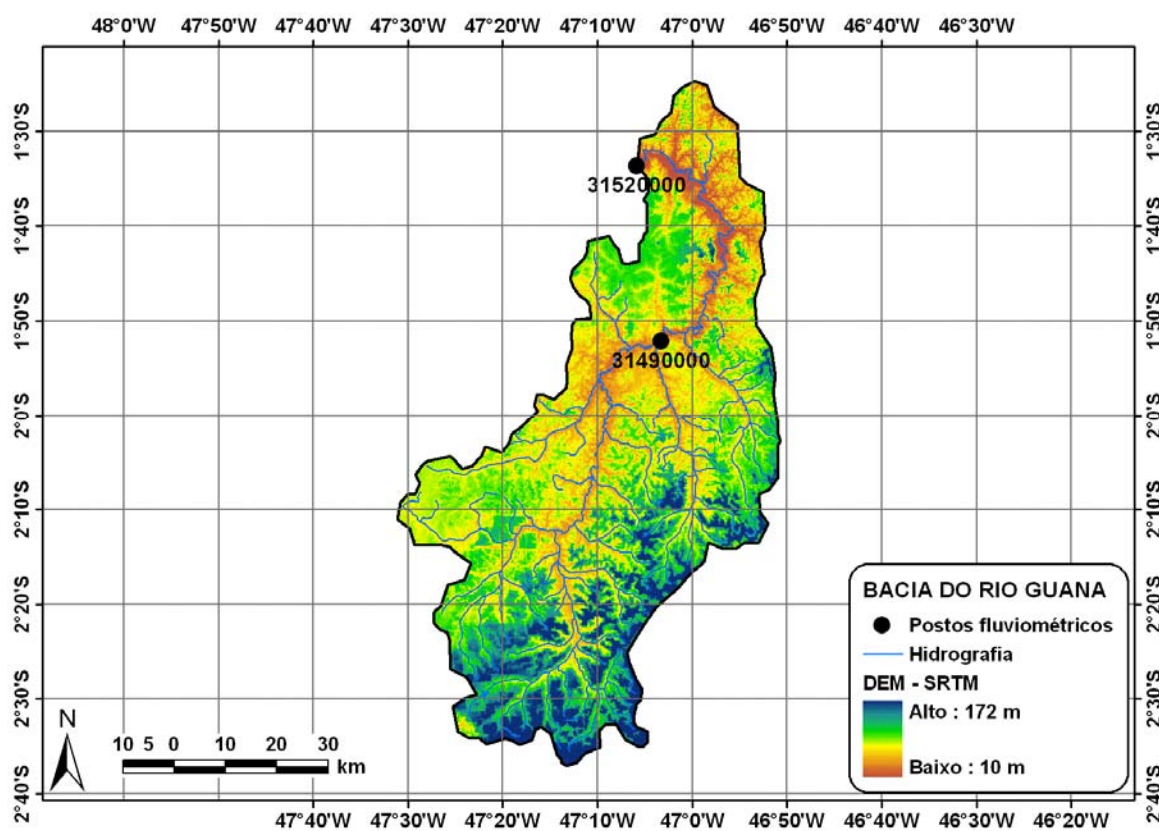 48°0'W 47°50'W 47°40'W 47°30'W 47°20'W 47°10'W 47°0'W 46°50'W 46°40'W 46°30'W
1°30'S 1°30'S
31520000
1°40'S 1°40'S
1°50'S 1°50'S
31490000
2°0'S 2°0'S
2°10'S 2°10'S
2°20'S 2°20'S
2°30'S 2°30'S
2°40'S 2°40'S
BACIA DO RIO GUANA
Postos fluviométricos
Hidrografia
DEM - SRTM
Alto : 172 m
Baixo : 10 m
N
10 5 0 10 20 30
km
47°40'W 47°30'W 47°20'W 47°10'W 47°0'W 46°50'W 46°40'W 46°30'W 46°20'W